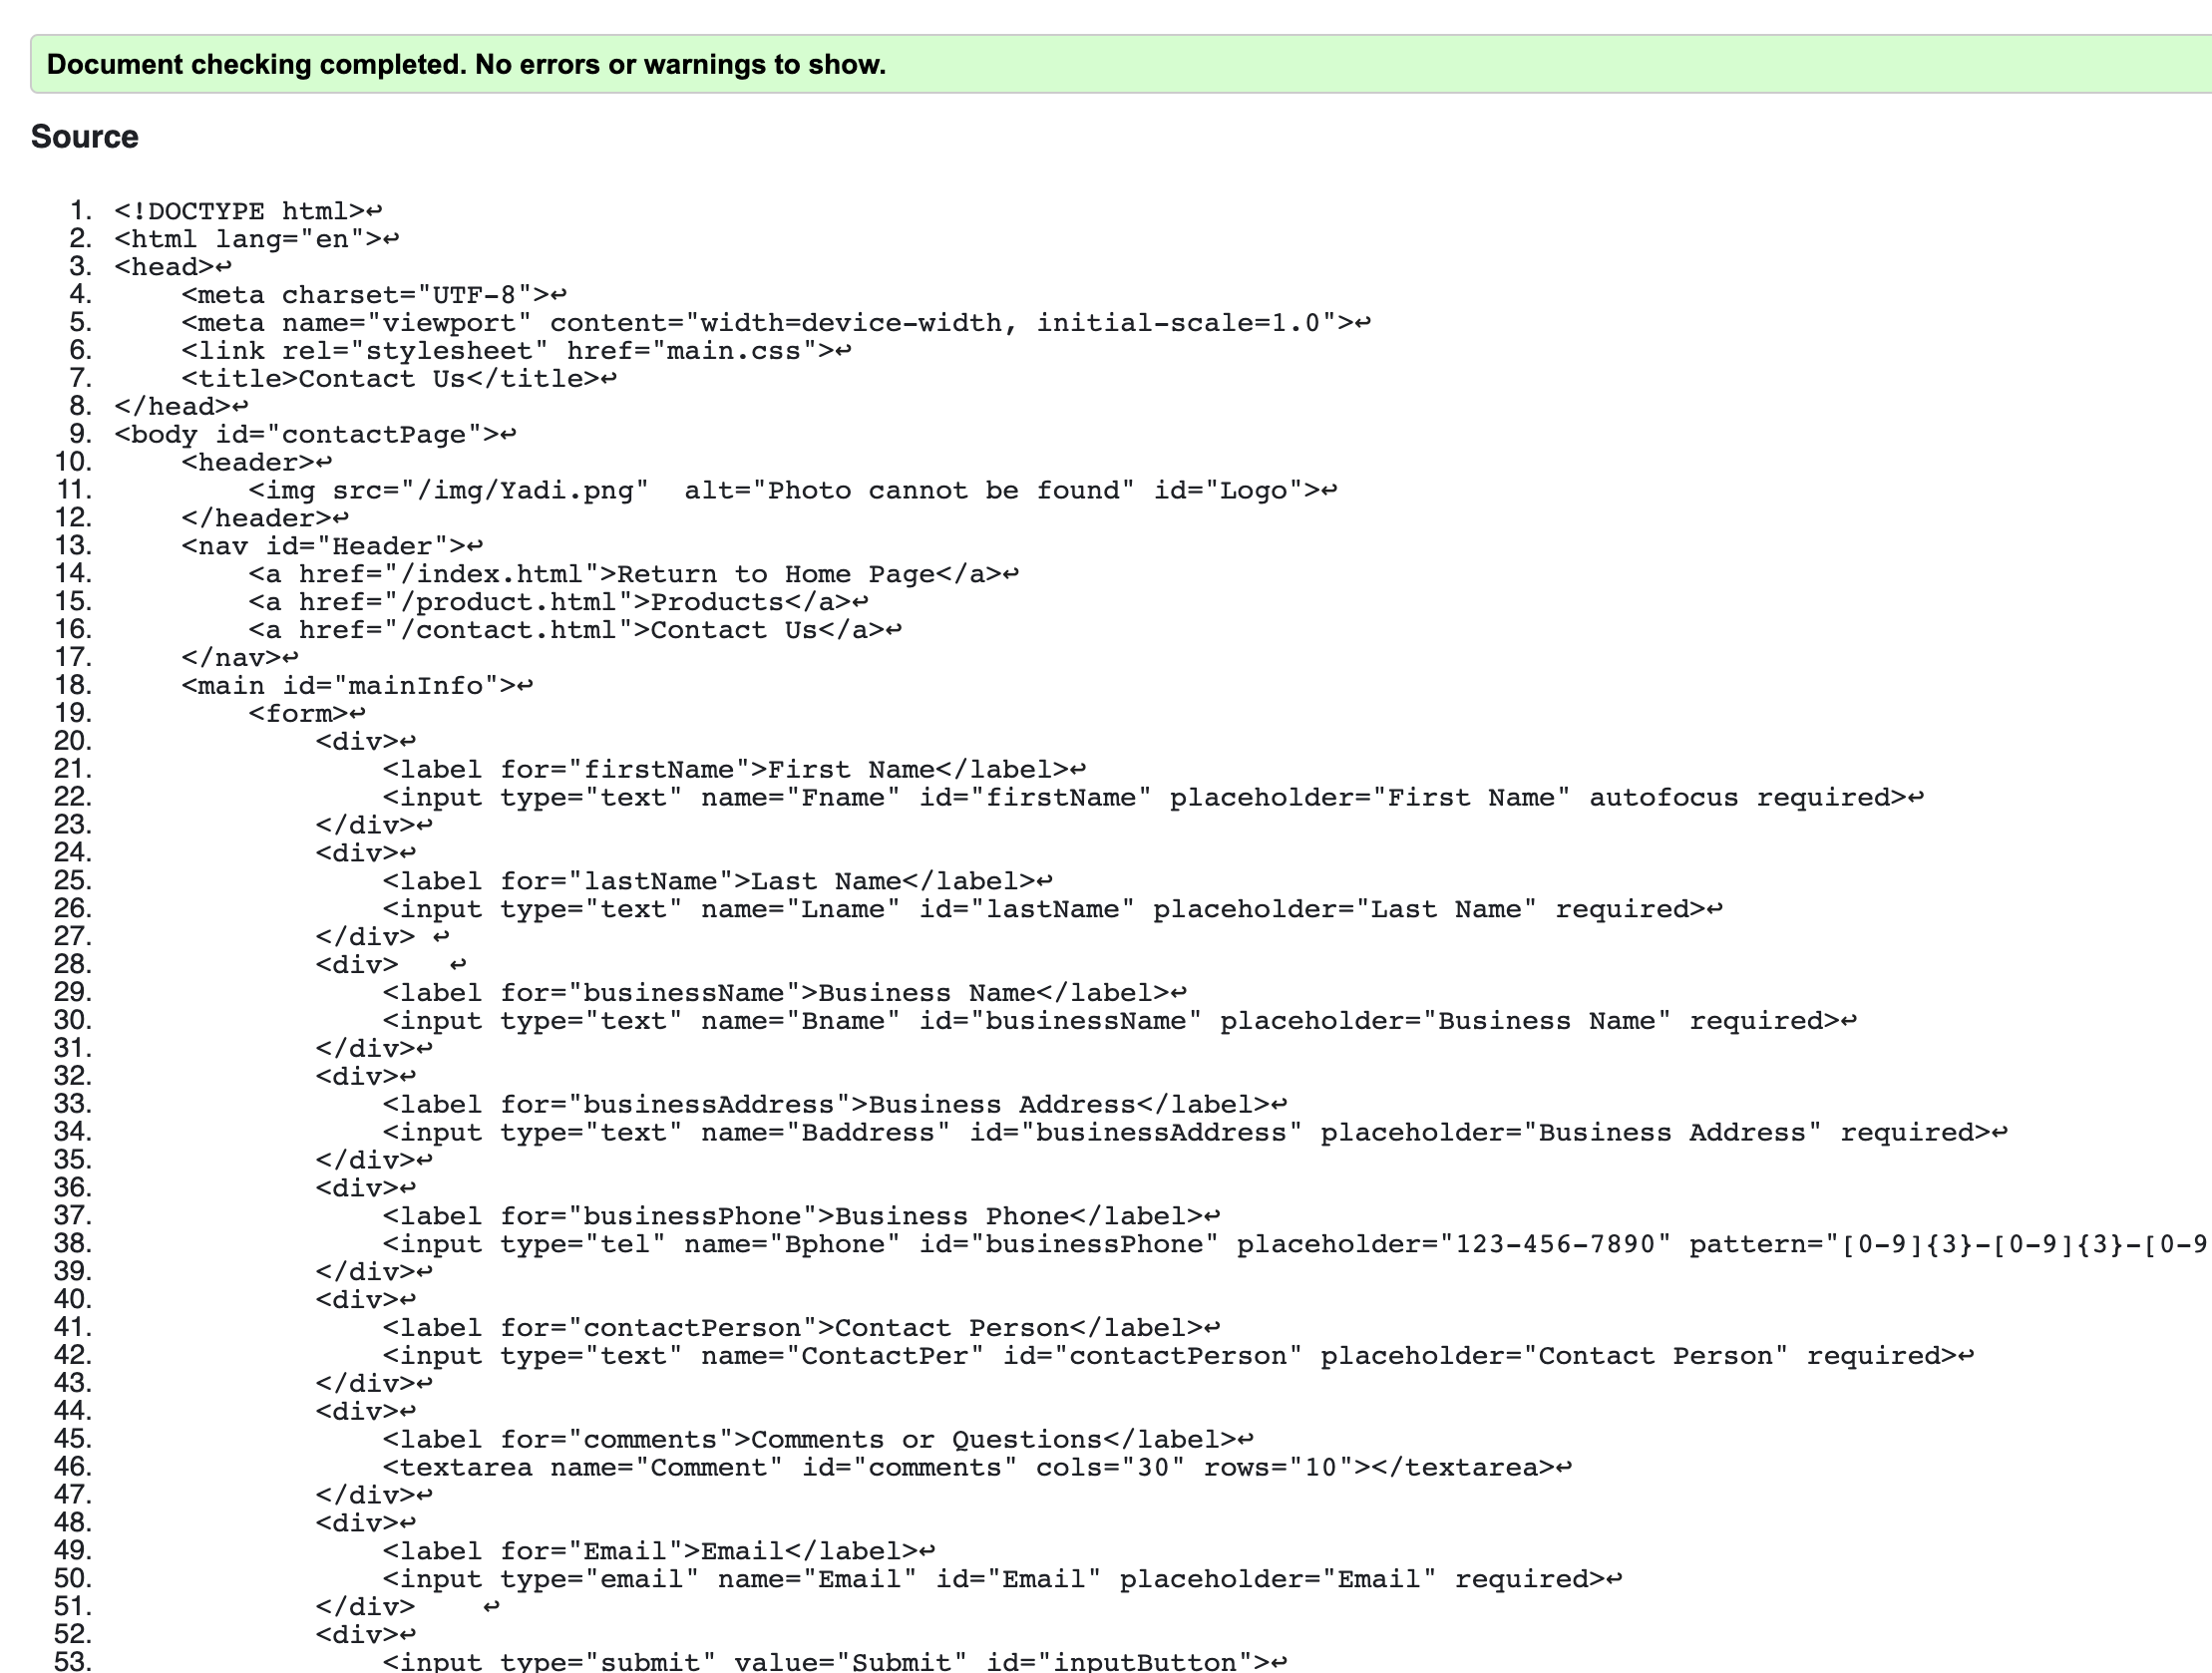 Document checking completed. No errors or warnings to show.
Source
1. <!DOCTYPE html>↩
2. <html lang="en">↩
3. <head>↩
4.     <meta charset="UTF-8">↩
5.     <meta name="viewport" content="width=device-width, initial-scale=1.0">↩
6.     <link rel="stylesheet" href="main.css">↩
7.     <title>Contact Us</title>↩
8. </head>↩
9. <body id="contactPage">↩
10.     <header>↩
11.         <img src="/img/Yadi.png"  alt="Photo cannot be found" id="Logo">↩
12.     </header>↩
13.     <nav id="Header">↩
14.         <a href="/index.html">Return to Home Page</a>↩
15.         <a href="/product.html">Products</a>↩
16.         <a href="/contact.html">Contact Us</a>↩
17.     </nav>↩
18.     <main id="mainInfo">↩
19.         <form>↩
20.             <div>↩
21.                 <label for="firstName">First Name</label>↩
22.                 <input type="text" name="Fname" id="firstName" placeholder="First Name" autofocus required>↩
23.             </div>↩
24.             <div>↩
25.                 <label for="lastName">Last Name</label>↩
26.                 <input type="text" name="Lname" id="lastName" placeholder="Last Name" required>↩
27.             </div> ↩
28.             <div>   ↩
29.                 <label for="businessName">Business Name</label>↩
30.                 <input type="text" name="Bname" id="businessName" placeholder="Business Name" required>↩
31.             </div>↩
32.             <div>↩
33.                 <label for="businessAddress">Business Address</label>↩
34.                 <input type="text" name="Baddress" id="businessAddress" placeholder="Business Address" required>↩
35.             </div>↩
36.             <div>↩
37.                 <label for="businessPhone">Business Phone</label>↩
38.                 <input type="tel" name="Bphone" id="businessPhone" placeholder="123-456-7890" pattern="[0-9]{3}-[0-9]{3}-[0-9
39.             </div>↩
40.             <div>↩
41.                 <label for="contactPerson">Contact Person</label>↩
42.                 <input type="text" name="ContactPer" id="contactPerson" placeholder="Contact Person" required>↩
43.             </div>↩
44.             <div>↩
45.                 <label for="comments">Comments or Questions</label>↩
46.                 <textarea name="Comment" id="comments" cols="30" rows="10"></textarea>↩
47.             </div>↩
48.             <div>↩
49.                 <label for="Email">Email</label>↩
50.                 <input type="email" name="Email" id="Email" placeholder="Email" required>↩
51.             </div>    ↩
52.             <div>↩
53.                 <input type="submit" value="Submit" id="inputButton">↩